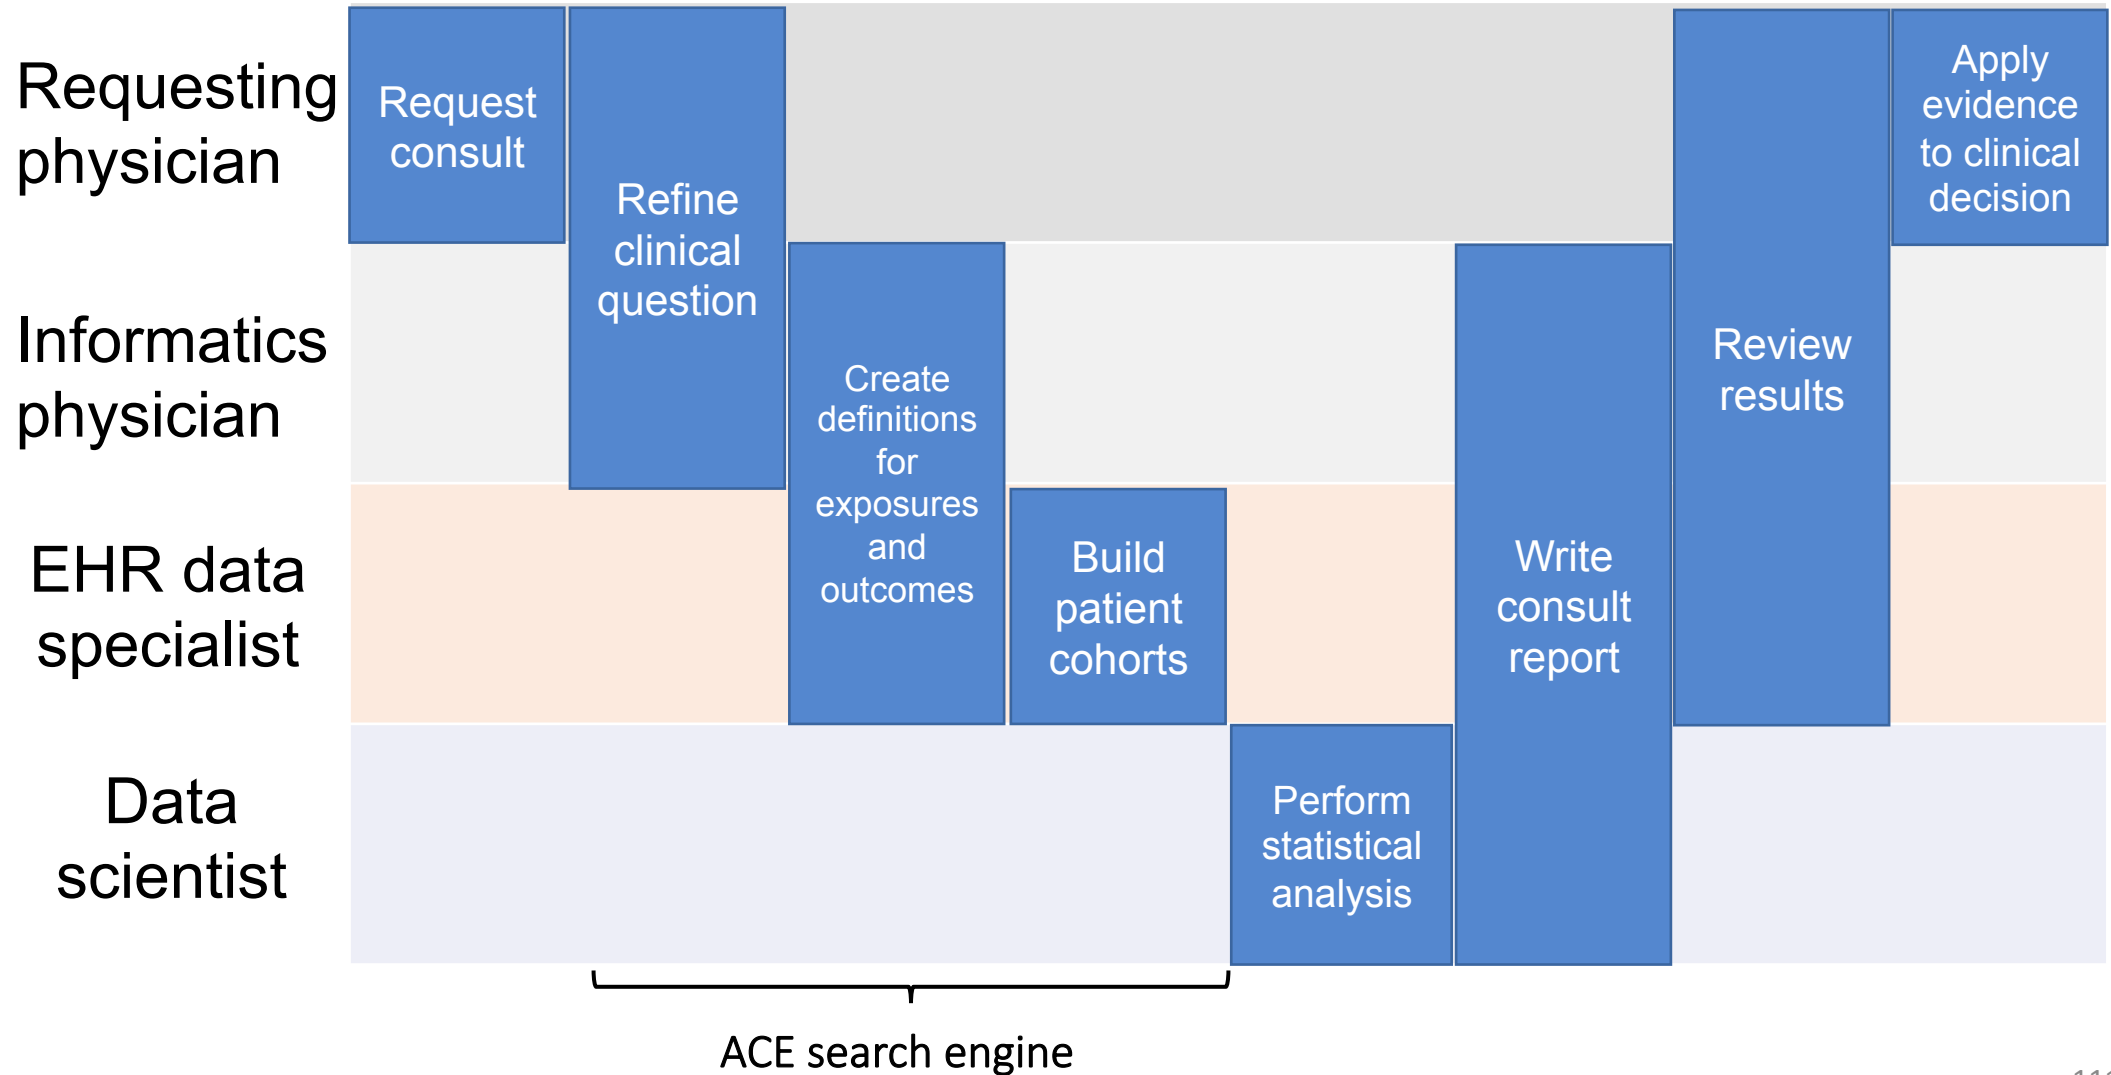 Requesting
physician
Informatics
physician
EHR data
specialist
Data
scientist
Request
consult
Refine
clinical
question
Create
definitions
for
exposures
and
outcomes
Build
patient
cohorts
Perform
statistical
analysis
Write
consult
report
Review
results
Apply
evidence
to clinical
decision
ACE search engine